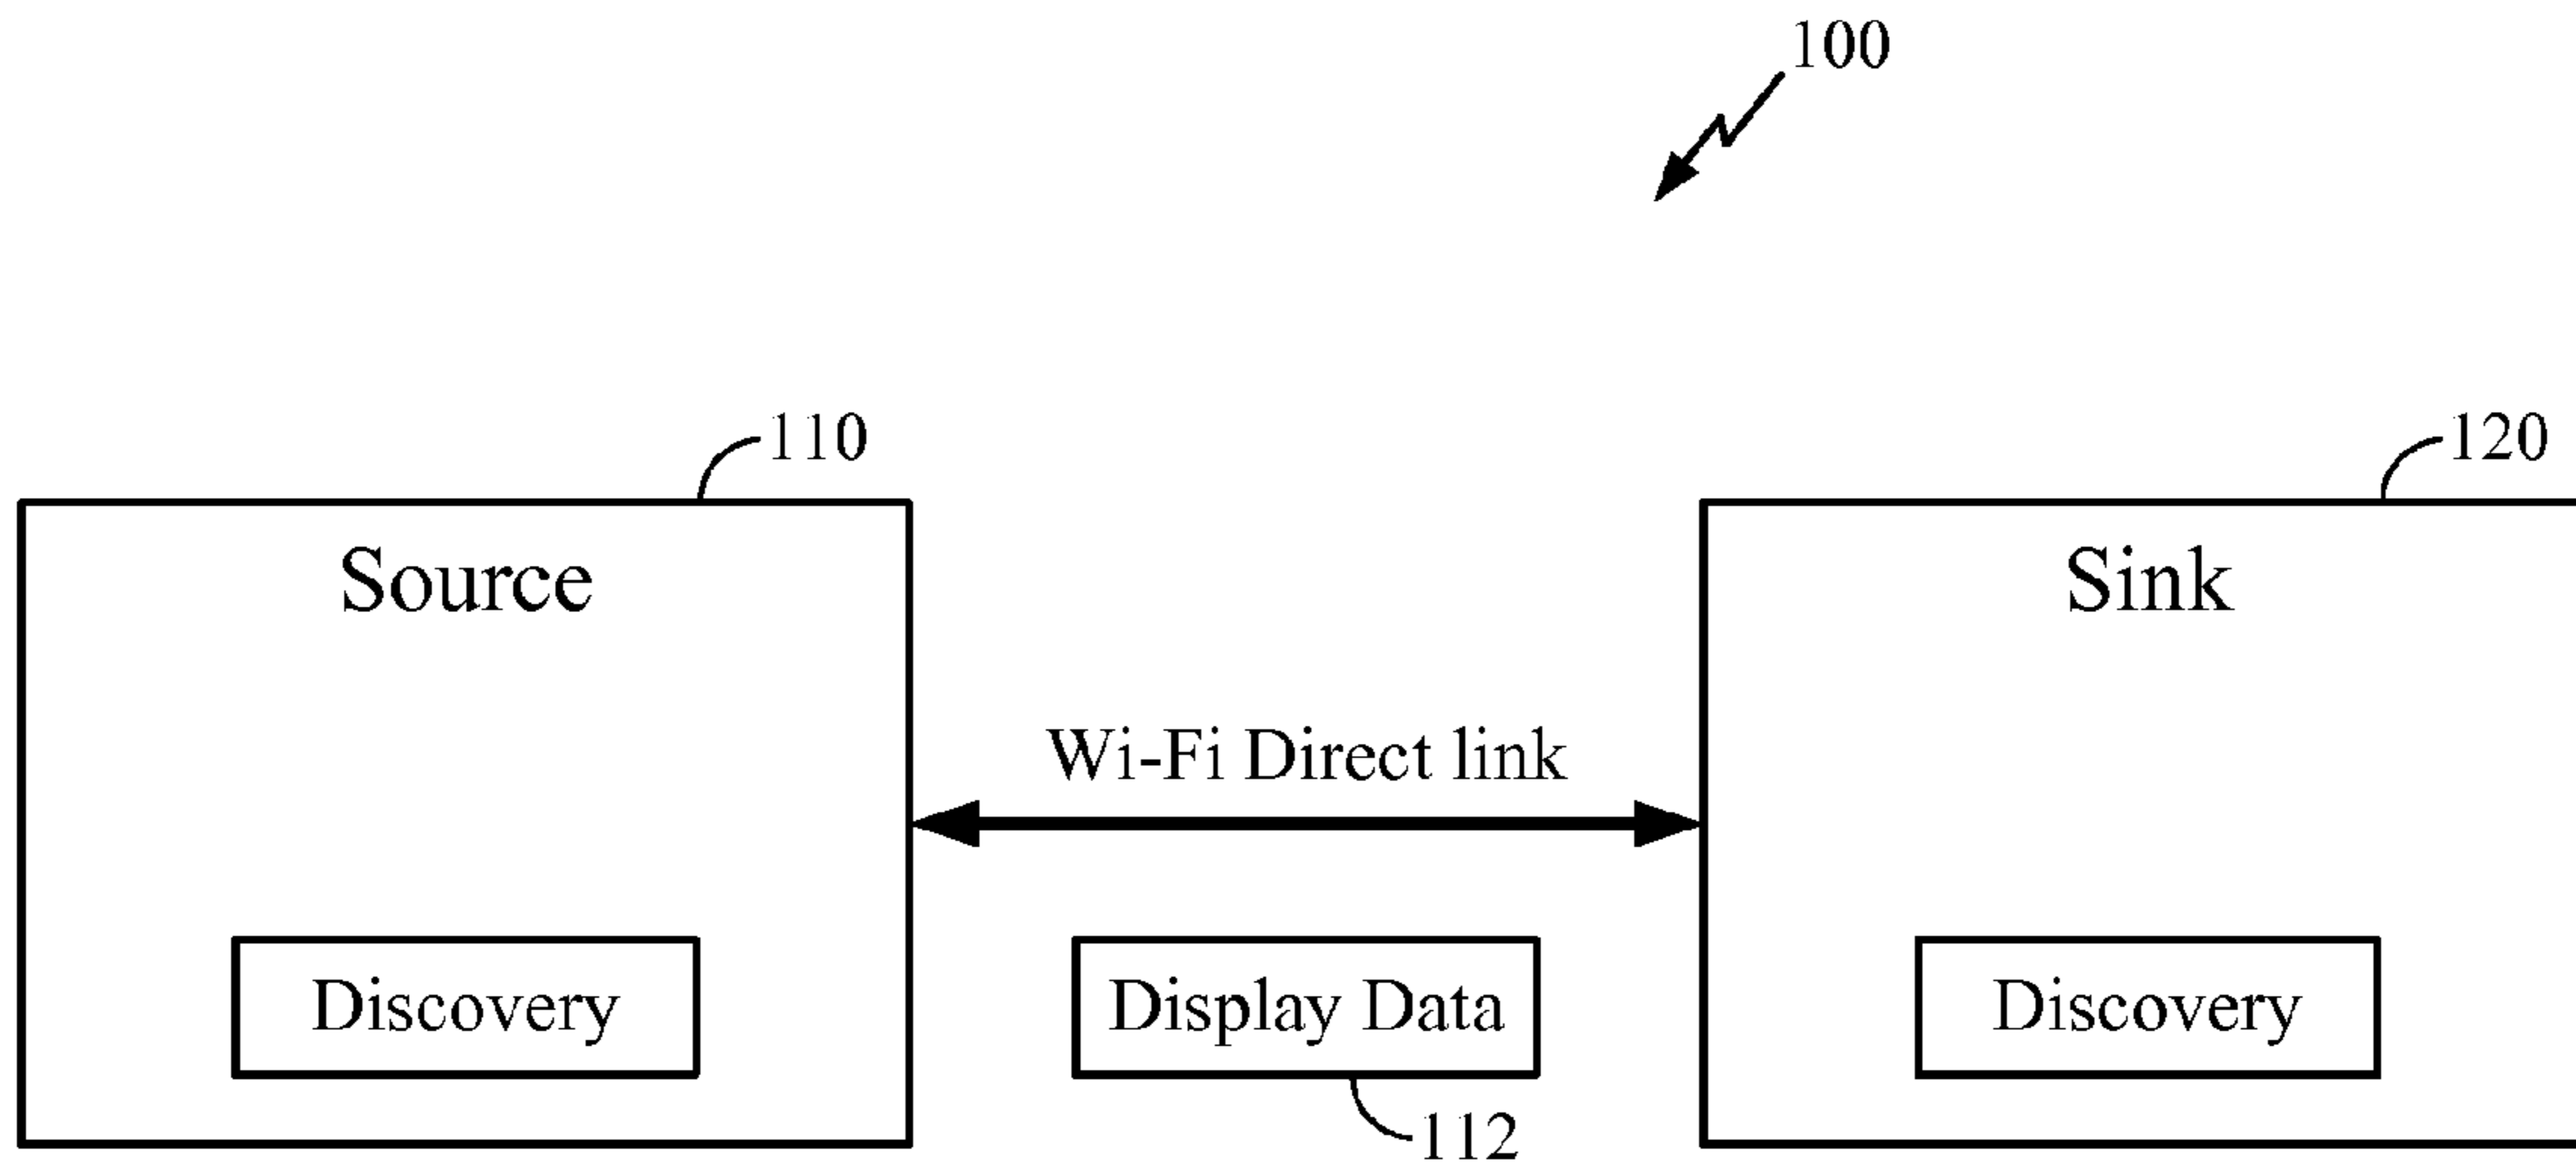 100
110
120
Source
Sink
Wi-Fi Direct link
Discovery
Display Data
Discovery
112